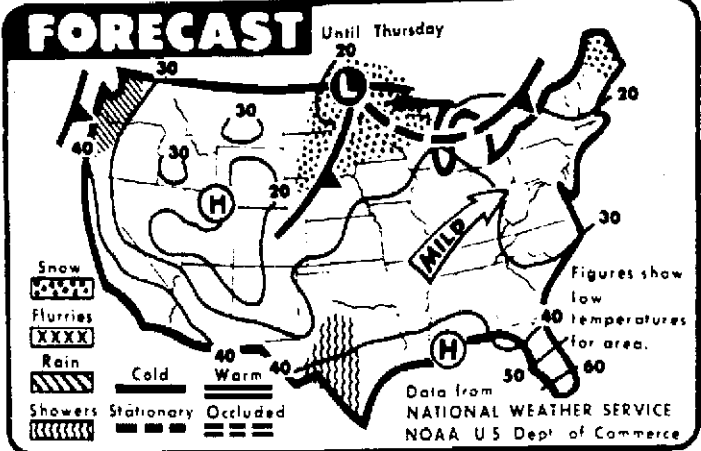 FORECAST
Until Thursday
20
30
L
30
20
40
30
20
H
30
MILD
Snow
Figures show
low
Flurries
XXXX
40 temperatures
for area.
Rain
40
40
H
Cold
Warm
50
60
Data from
Showers
Stationary
Occluded
NATIONAL WEATHER SERVICE
NOAA U S Dept of Commerce